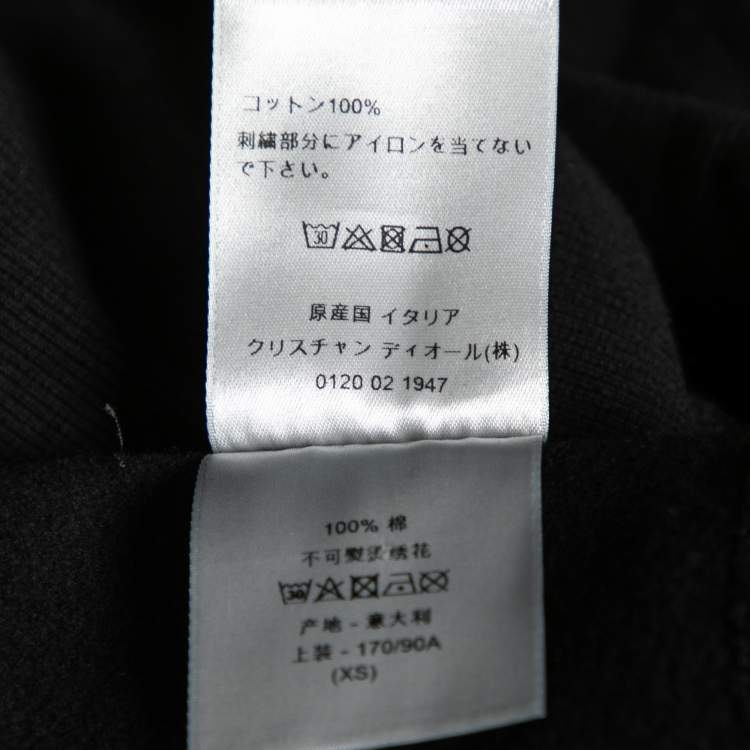 コットン100%
刺繍部分にアイロンを当てない
で下さい。
30
原産国 イタリア
クリスチャン ディオール(株)
0120 02 1947
100% 棉
不可熨烫绣花
30
产地 - 意大利
上装 - 170/90A
(XS)